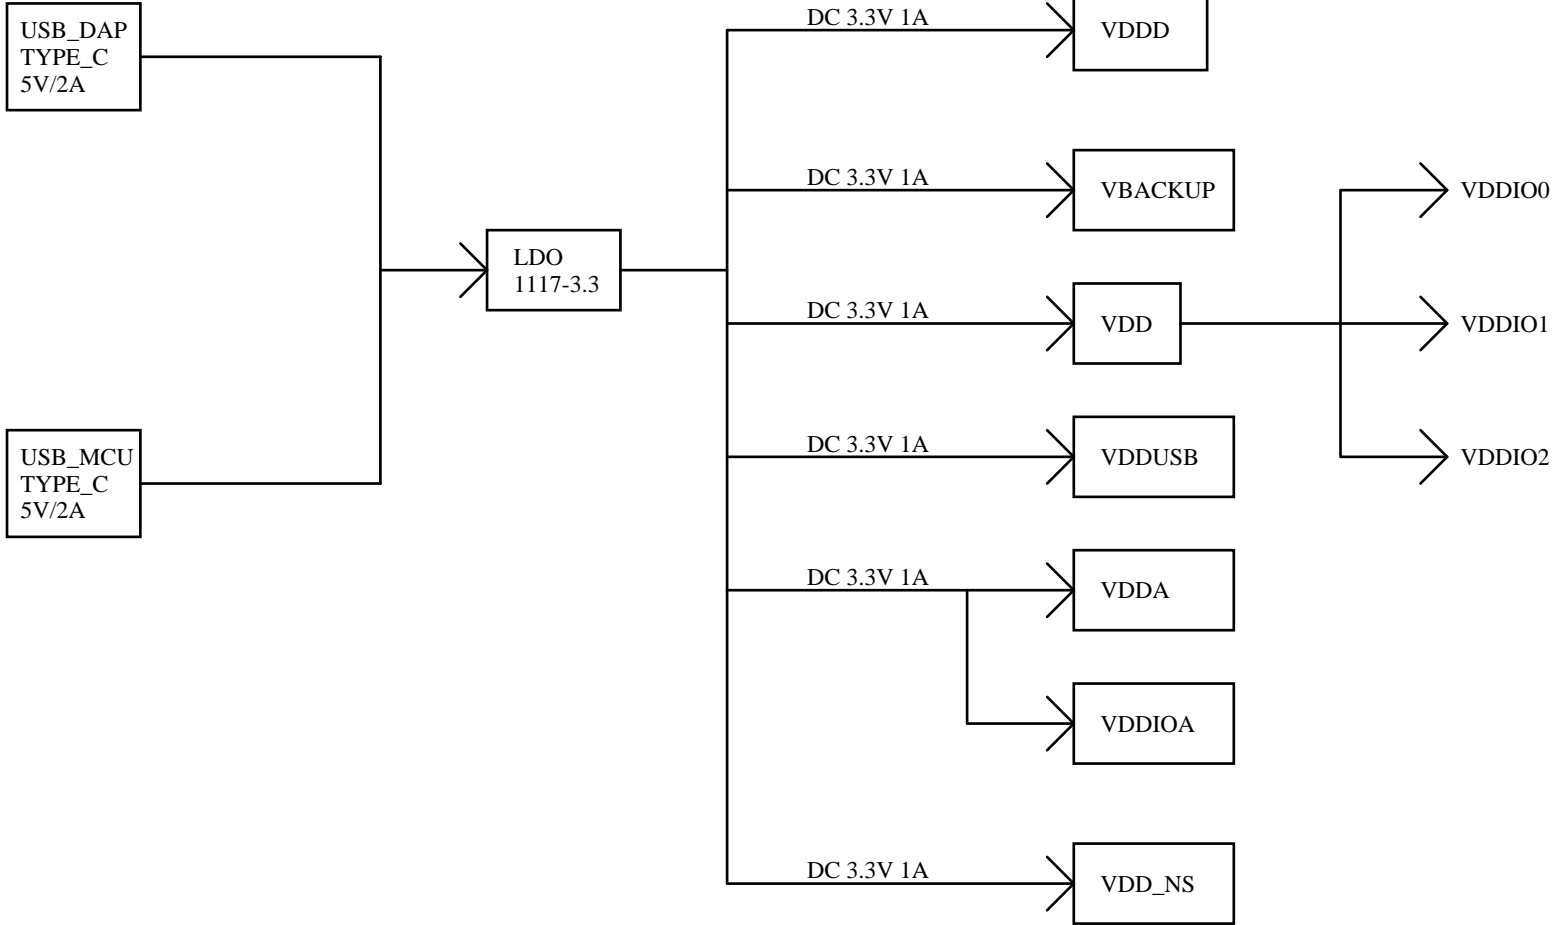 USB_DAP
TYPE_C
5V/2A
USB_MCU
TYPE_C
5V/2A
LDO
1117-3.3
DC 3.3V 1A
VDDD
DC 3.3V 1A
VBACKUP
DC 3.3V 1A
VDD
DC 3.3V 1A
VDDUSB
DC 3.3V 1A
VDDA
VDDIOA
DC 3.3V 1A
VDD_NS
VDDIO0
VDDIO1
VDDIO2